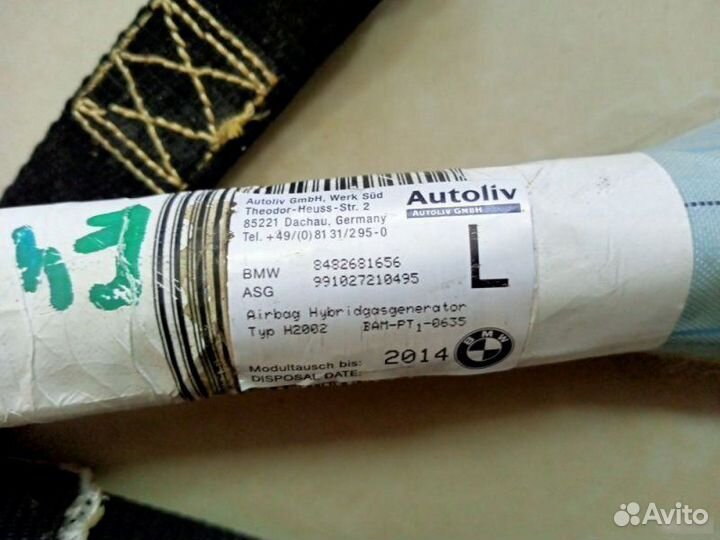 Autoliv GmbH, Werk Süd
Theodor-Heuss-Str. 2
85221 Dachau, Germany
Tel. +49/(0)8131/295-0
Autoliv
AUTOLIV GMBH
BMW 8482681656
ASG 991027210495
L
Airbag Hybridgasgenerator
Typ H2002 BAM-PT1-0635
Modultausch bis: 2014
DISPOSAL DATE:
BMW
Avito